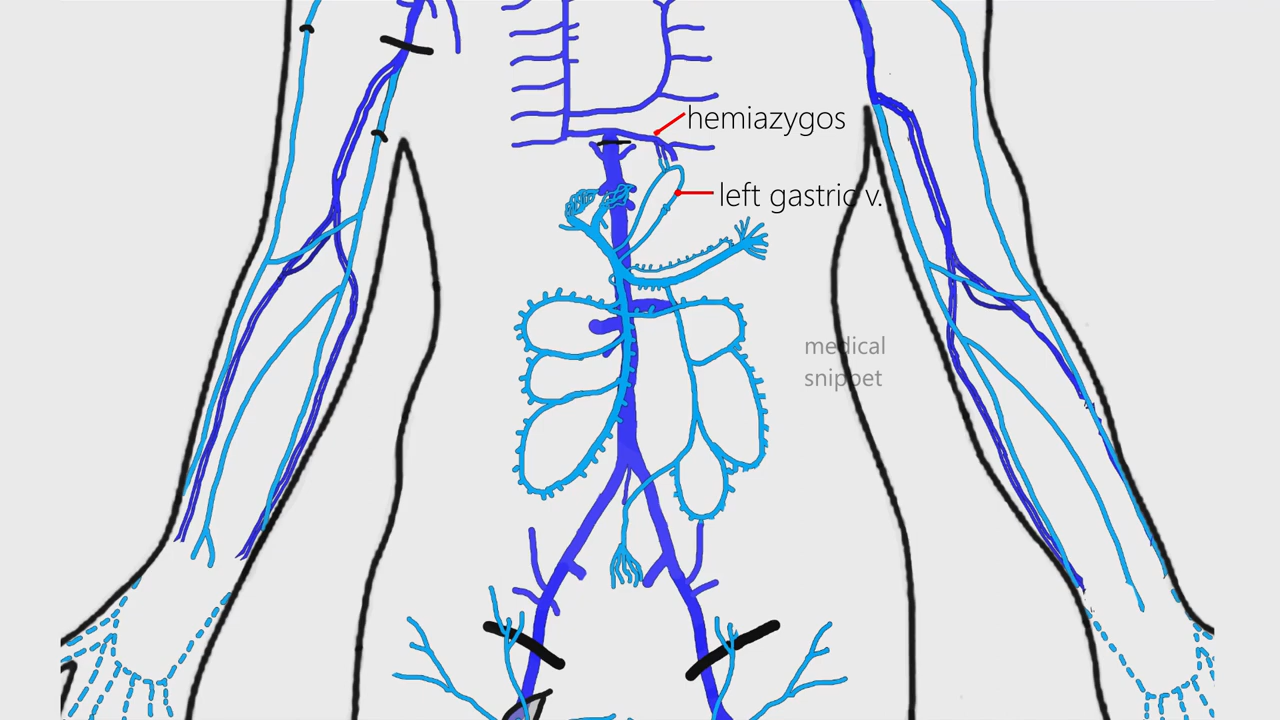 hemiazygos
left gastric v.
medical
snippet